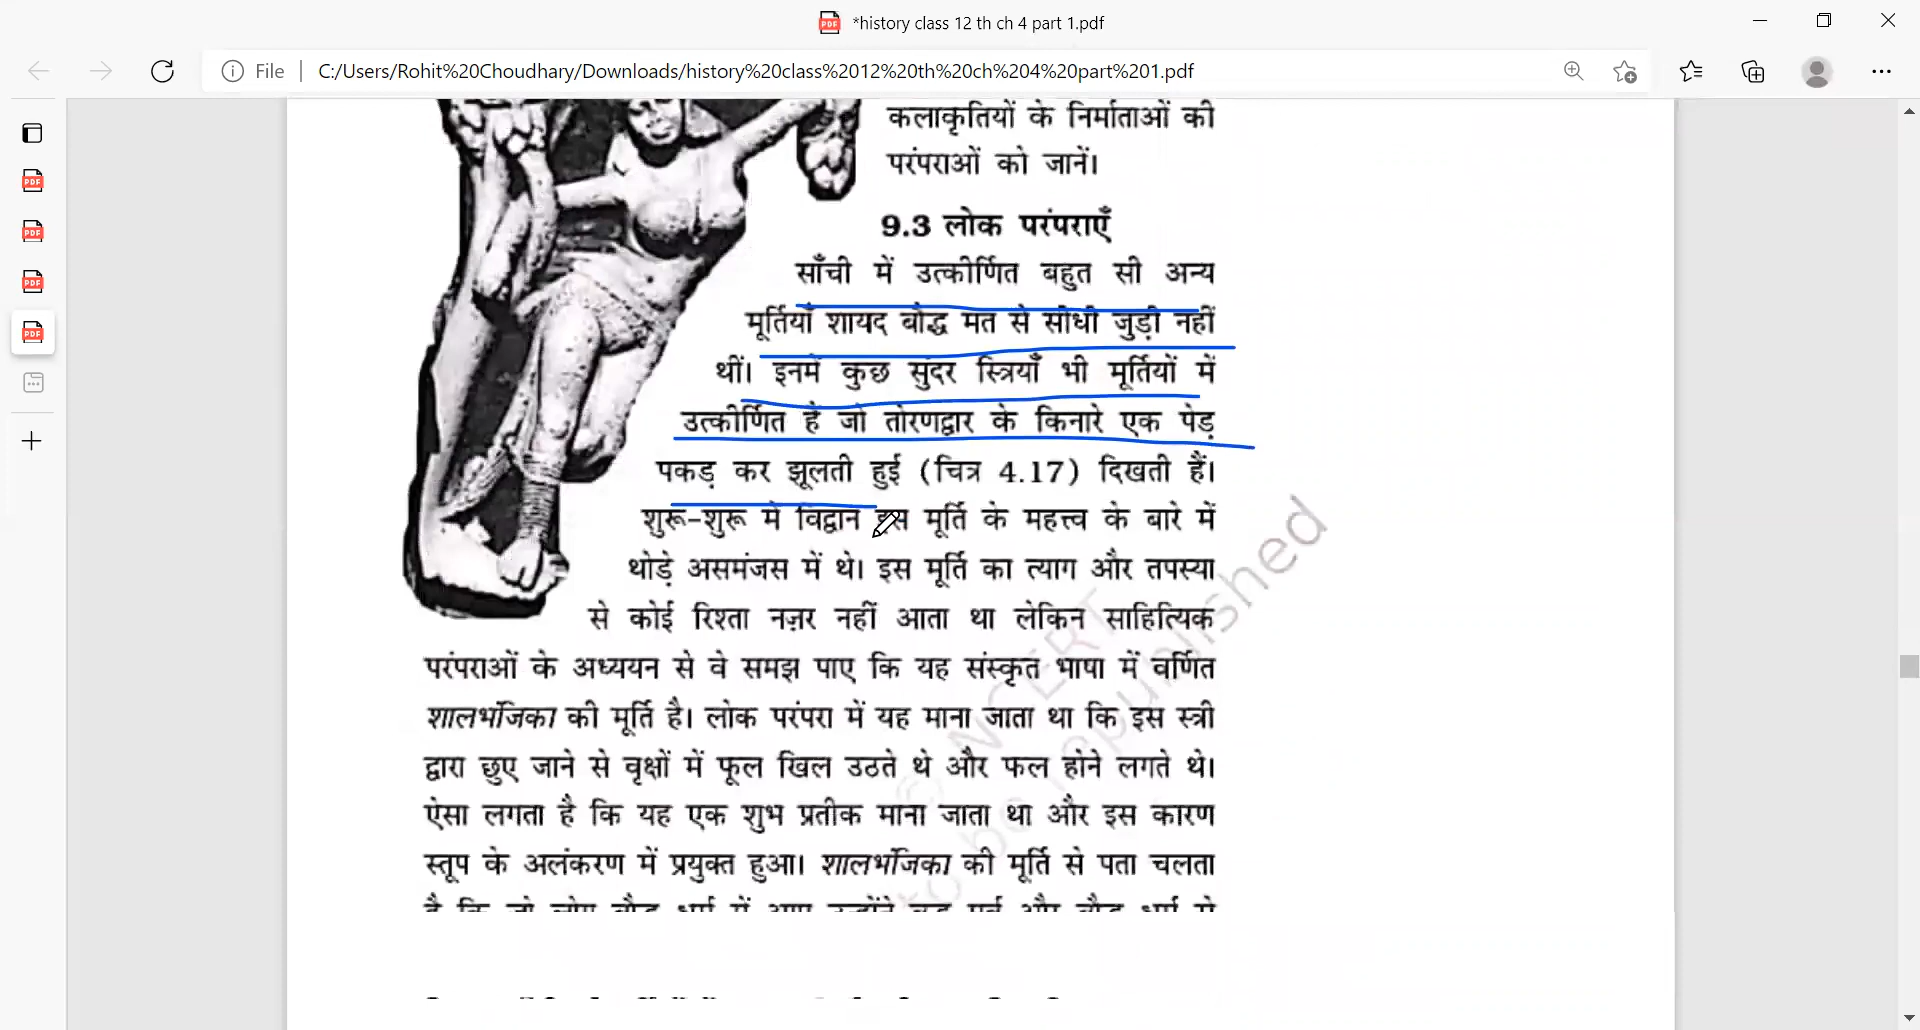 *history class 12 th ch 4 part 1.pdf
File
C:/Users/Rohit%20Choudhary/Downloads/history%20class%2012%20th%20ch%204%20part%201.pdf
कलाकृतियों के निर्माताओं की
परंपराओं को जानें।
9.3 लोक परंपराएँ
साँची में उत्कीर्णित बहुत सी अन्य
मूर्तियाँ शायद बौद्ध मत से सीधी जुड़ी नहीं
थीं। इनमें कुछ सुंदर स्त्रियाँ भी मूर्तियों में
उत्कीर्णित हैं जो तोरणद्वार के किनारे एक पेड़
पकड़ कर झूलती हुई (चित्र 4.17) दिखती हैं।
शुरू-शुरू में विद्वान इस मूर्ति के महत्त्व के बारे में
थोड़े असमंजस में थे। इस मूर्ति का त्याग और तपस्या
से कोई रिश्ता नज़र नहीं आता था लेकिन साहित्यिक
परंपराओं के अध्ययन से वे समझ पाए कि यह संस्कृत भाषा में वर्णित
शालभंजिका की मूर्ति है। लोक परंपरा में यह माना जाता था कि इस स्त्री
द्वारा छुए जाने से वृक्षों में फूल खिल उठते थे और फल होने लगते थे।
ऐसा लगता है कि यह एक शुभ प्रतीक माना जाता था और इस कारण
स्तूप के अलंकरण में प्रयुक्त हुआ। शालभंजिका की मूर्ति से पता चलता
© NCERT
to be republished